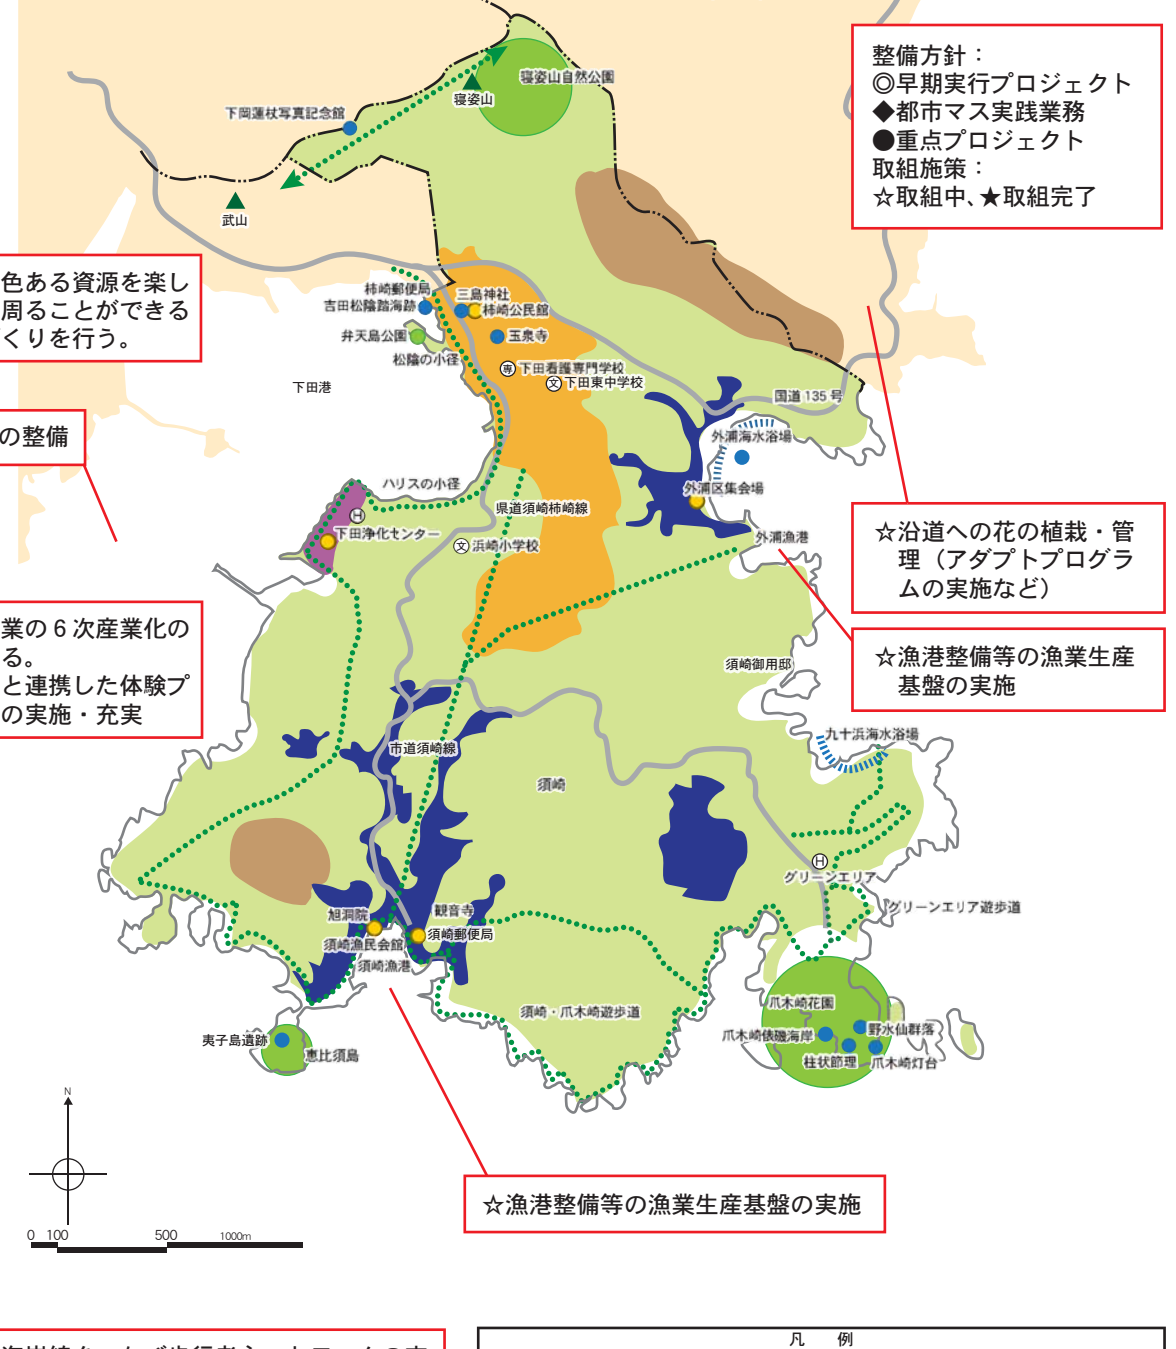 整備方針：
◎早期実行プロジェクト
◆都市マス実践業務
●重点プロジェクト
取組施策：
☆取組中、★取組完了
寝姿山自然公園
寝姿山
下岡蓮杖写真記念館
武山
色ある資源を楽し
周ることができる
くりを行う。
柿崎郵便局
三島神社
吉田松陰踏海跡
柿崎公民館
弁天島公園
玉泉寺
松陰の小径
専 下田看護専門学校
文 下田東中学校
下田港
国道 135 号
の整備
外浦海水浴場
ハリスの小径
外浦区集会場
県道須崎柿崎線
H
下田浄化センター
文 浜崎小学校
外浦漁港
☆沿道への花の植栽・管
理（アダプトプログラ
ムの実施など）
業の 6 次産業化の
る。
と連携した体験プ
の実施・充実
須崎御用邸
☆漁港整備等の漁業生産
基盤の実施
九十浜海水浴場
市道須崎線
須崎
H
グリーンエリア
グリーンエリア遊歩道
旭洞院
観音寺
須崎漁民会館
須崎郵便局
須崎漁港
爪木崎花園
須崎・爪木崎遊歩道
野水仙群落
爪木崎俵磯海岸
柱状節理
爪木崎灯台
夷子島遺跡
恵比須島
N
☆漁港整備等の漁業生産基盤の実施
0 100 500 1000m
凡 例